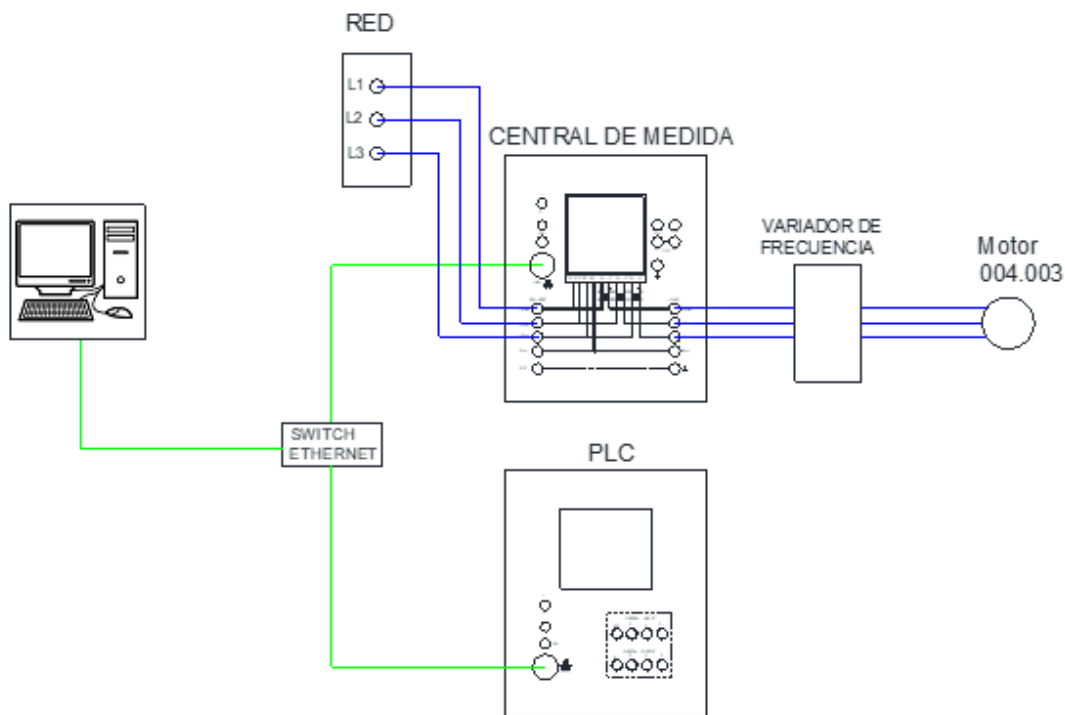 RED
L1
L2
L3
CENTRAL DE MEDIDA
VARIADOR DE
FRECUENCIA
Motor
004.003
SWITCH
ETHERNET
PLC